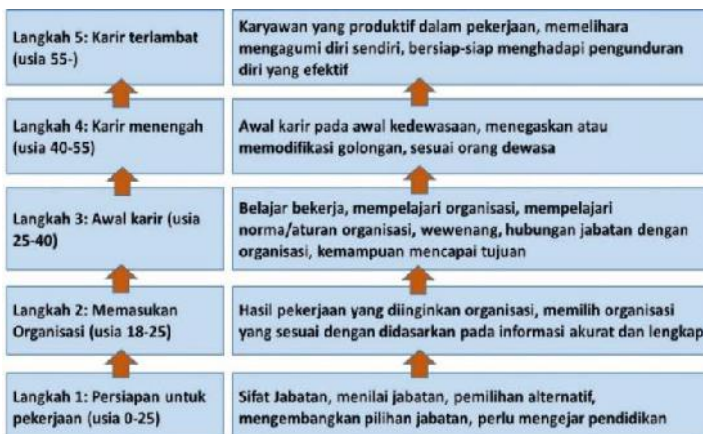 Langkah 5: Karir terlambat
(usia 55-)
Karyawan yang produktif dalam pekerjaan, memelihara
mengagumi diri sendiri, bersiap-siap menghadapi pengunduran
diri yang efektif
Langkah 4: Karir menengah
(usia 40-55)
Awal karir pada awal kedewasaan, menegaskan atau
memodifikasi golongan, sesuai orang dewasa
Langkah 3: Awal karir (usia
25-40)
Belajar bekerja, mempelajari organisasi, mempelajari
norma/aturan organisasi, wewenang, hubungan jabatan dengan
organisasi, kemampuan mencapai tujuan
Langkah 2: Memasukan
Organisasi (usia 18-25)
Hasil pekerjaan yang diinginkan organisasi, memilih organisasi
yang sesuai dengan didasarkan pada informasi akurat dan lengkap
Langkah 1: Persiapan untuk
pekerjaan (usia 0-25)
Sifat Jabatan, menilai jabatan, pemilihan alternatif,
mengembangkan pilihan jabatan, perlu mengejar pendidikan